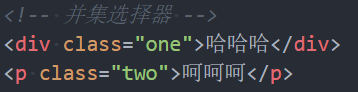 <!-- 并集选择器 -->
<div class="one">哈哈哈</div>
<p class="two">呵呵呵</p>